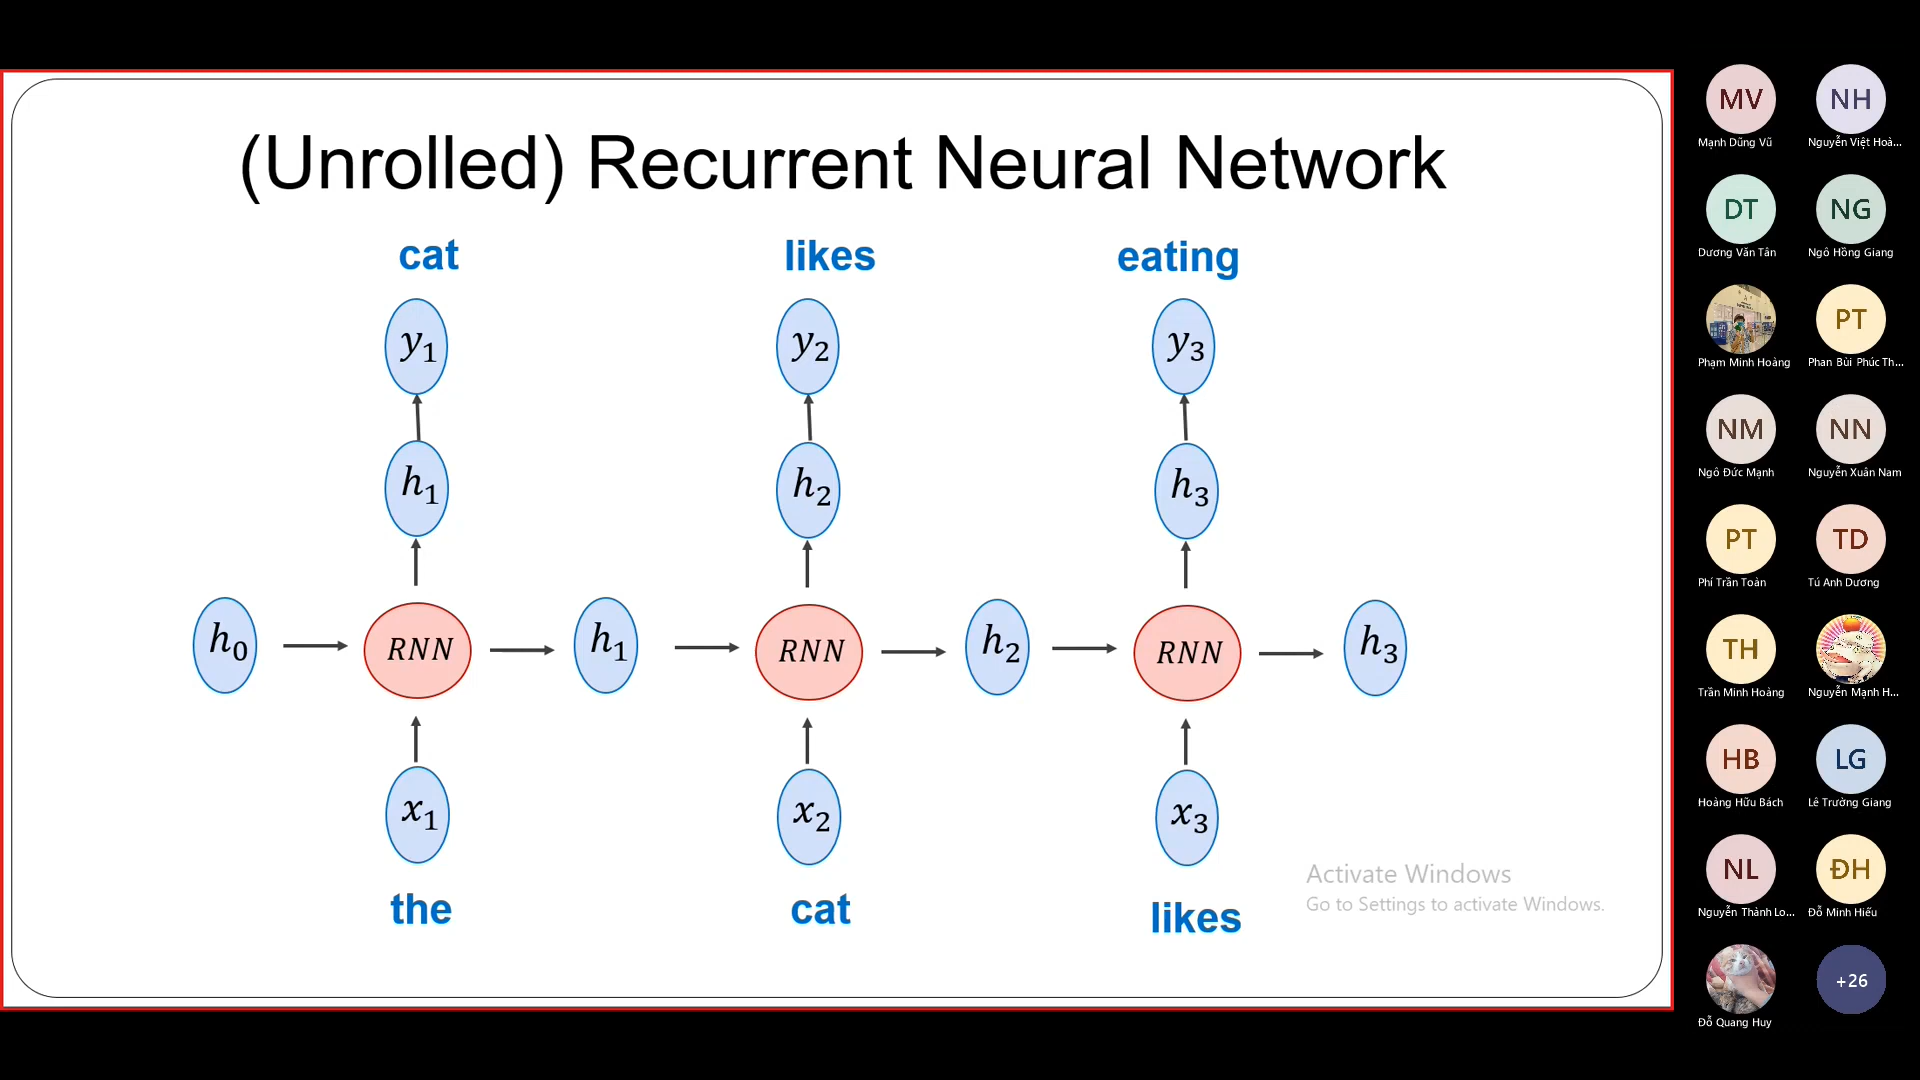 (Unrolled) Recurrent Neural Network
cat likes eating
y1 y2 y3
h1 h2 h3
h0 RNN h1 RNN h2 RNN h3
x1 x2 x3
the cat likes
Activate Windows
Go to Settings to activate Windows.
MV NH
Mạnh Dũng Vũ Nguyễn Việt Hoà...
DT NG
Dương Văn Tân Ngô Hồng Giang
PT
Phạm Minh Hoàng Phan Bùi Phúc Th...
NM NN
Ngô Đức Mạnh Nguyễn Xuân Nam
PT TD
Phí Trần Toàn Tú Anh Dương
TH
Trần Minh Hoàng Nguyễn Mạnh H...
HB LG
Hoàng Hữu Bách Lê Trường Giang
NL ĐH
Nguyễn Thành Lo... Đỗ Minh Hiếu
+26
Đỗ Quang Huy